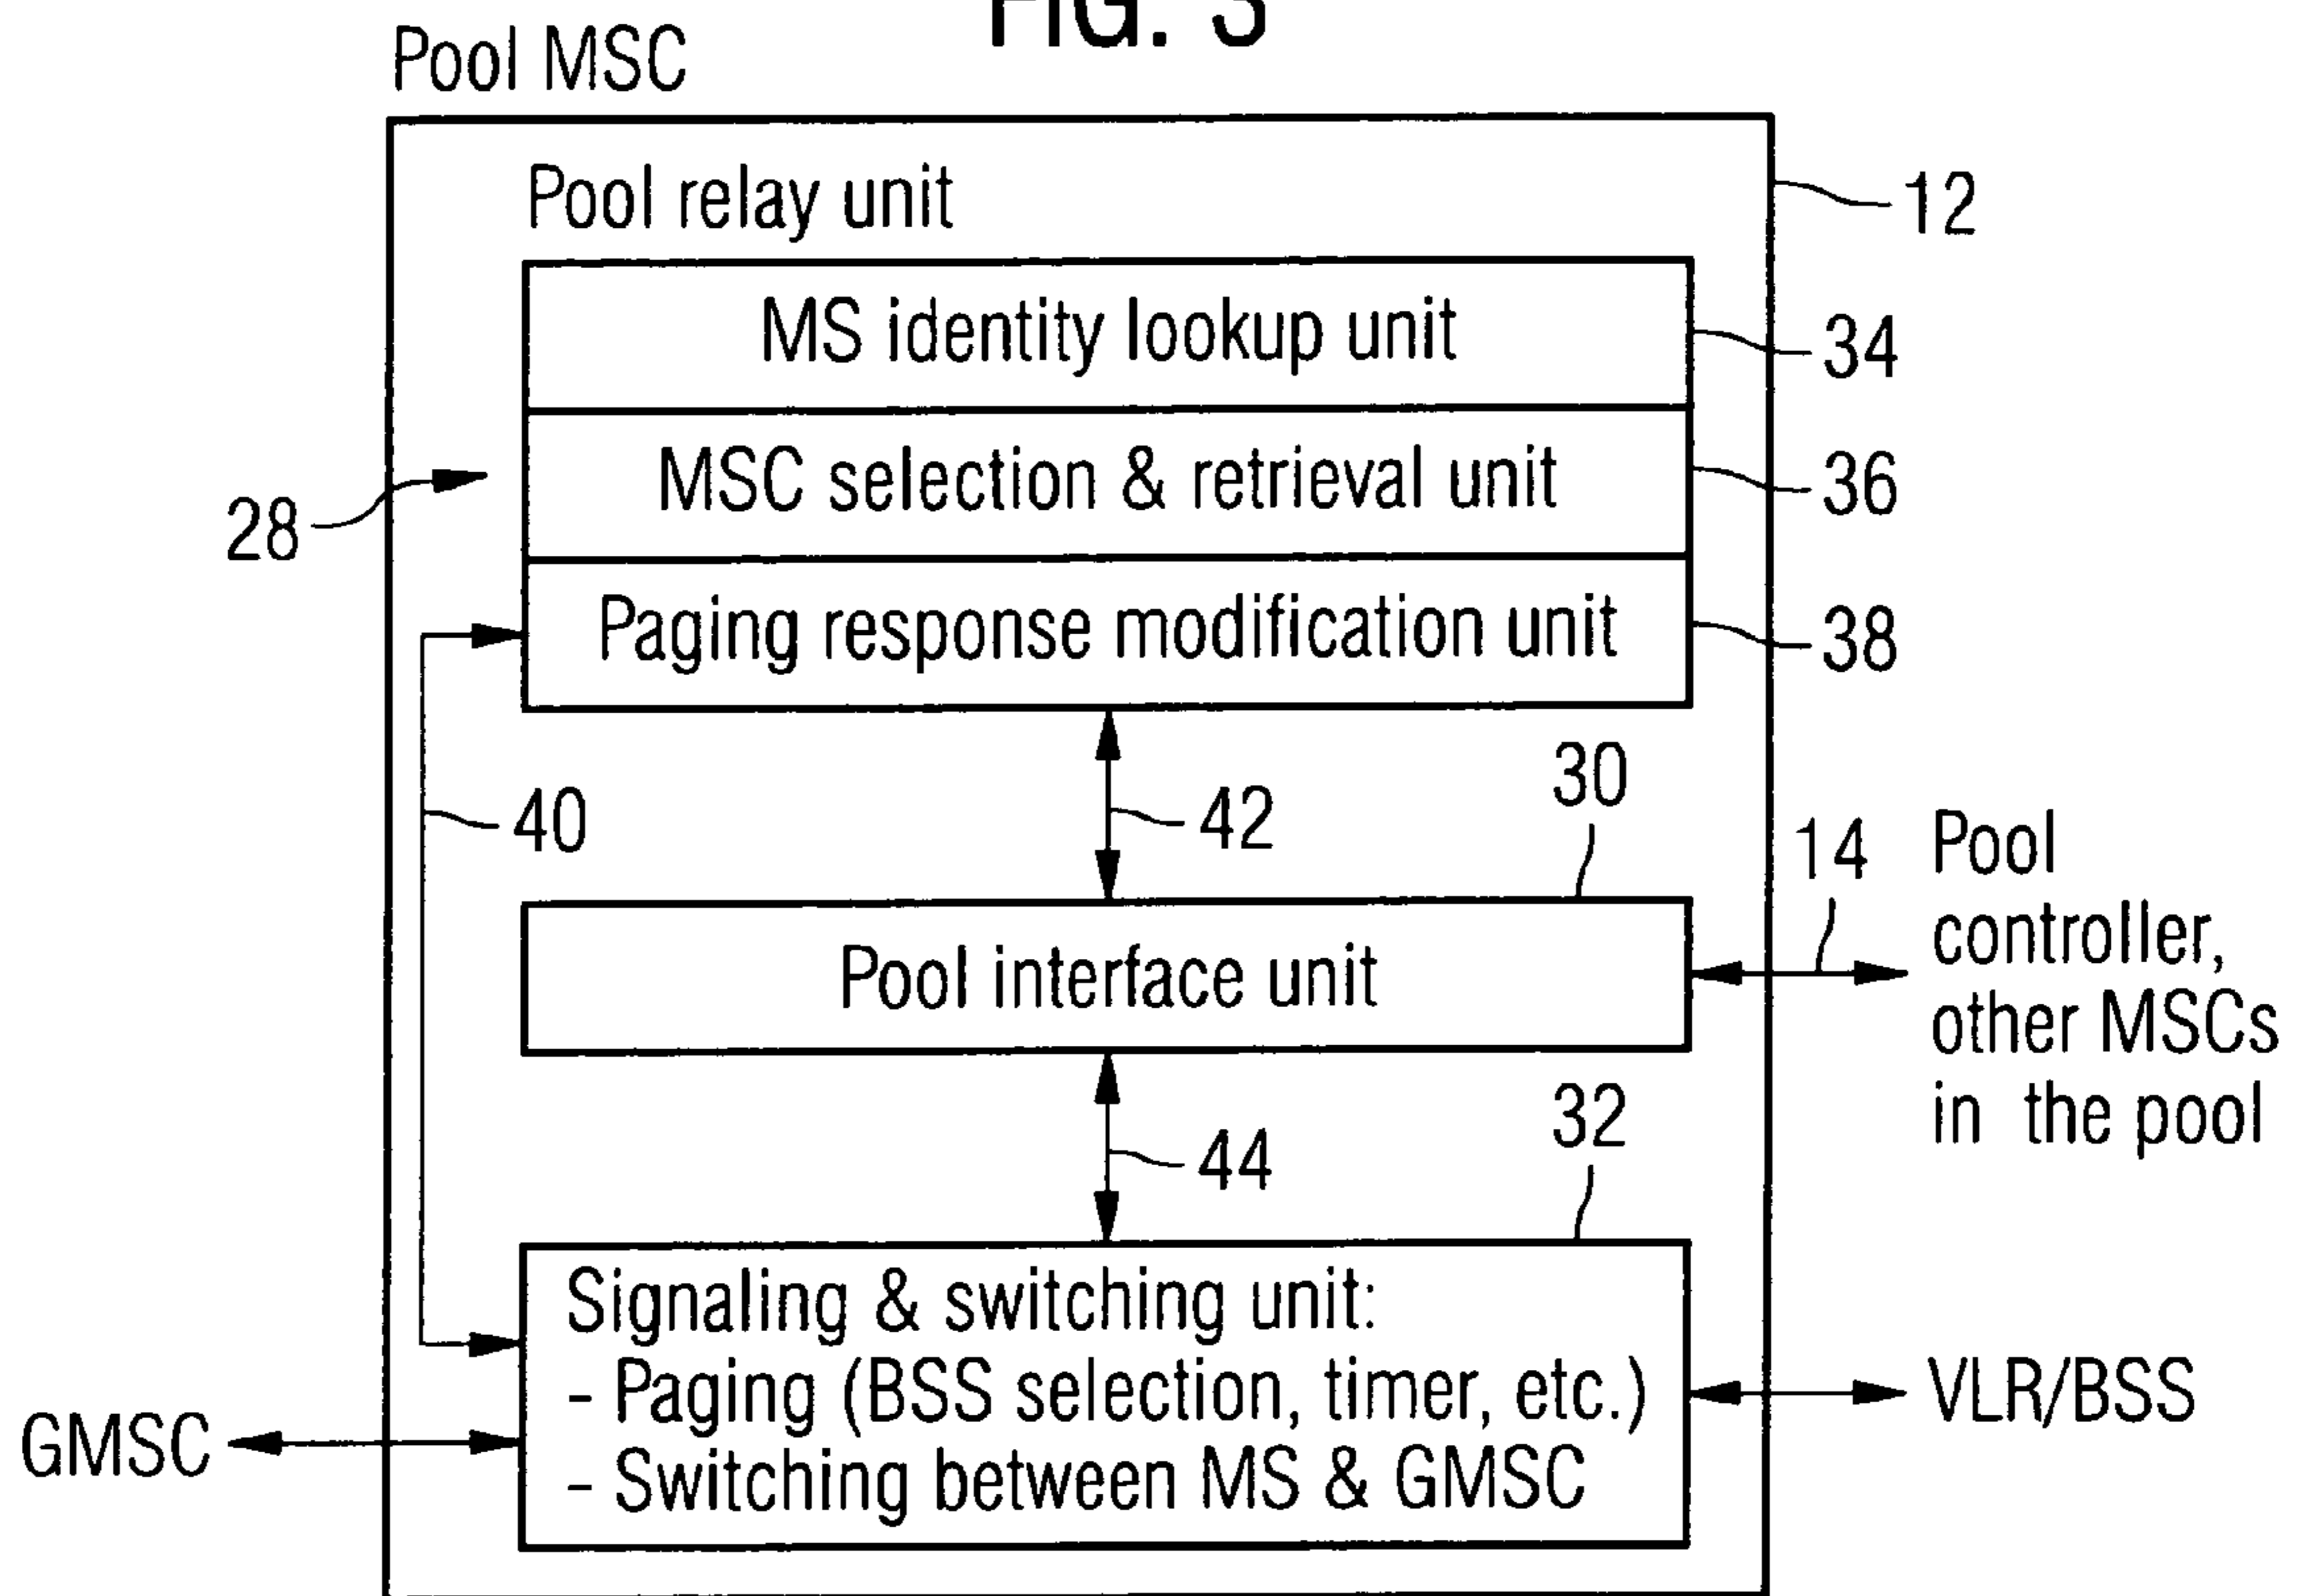 FIG. 3
Pool MSC
Pool relay unit
12
MS identity lookup unit
34
MSC selection & retrieval unit
36
28
Paging response modification unit
38
40
42
30
14
Pool
controller,
other MSCs
in the pool
Pool interface unit
44
32
Signaling & switching unit:
- Paging (BSS selection, timer, etc.)
- Switching between MS & GMSC
VLR/BSS
GMSC